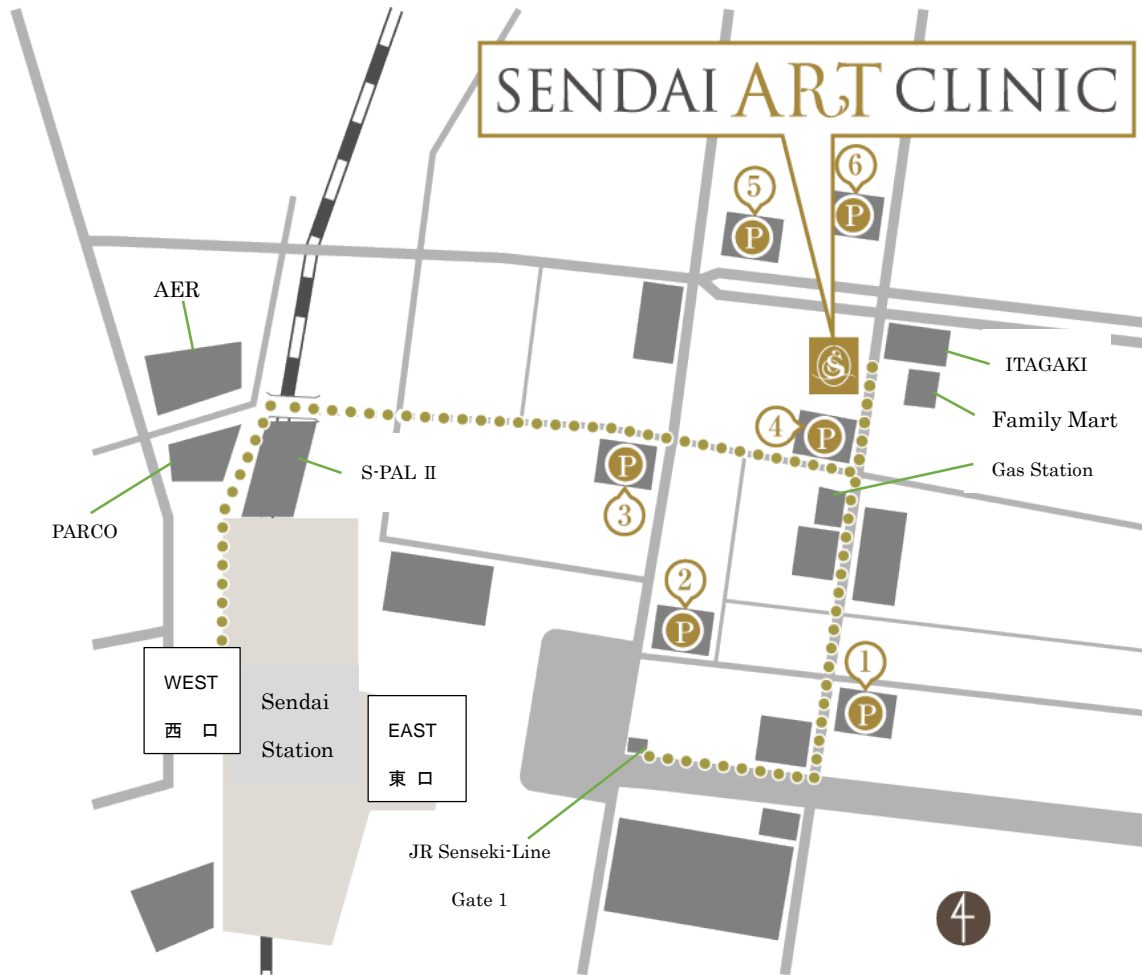 SENDAI ART CLINIC
6
P
5
P
AER
ITAGAKI
Family Mart
4
P
Gas Station
S-PAL II
P
3
PARCO
2
P
1
P
WEST
西 口
Sendai
Station
EAST
東 口
JR Senseki-Line
Gate 1